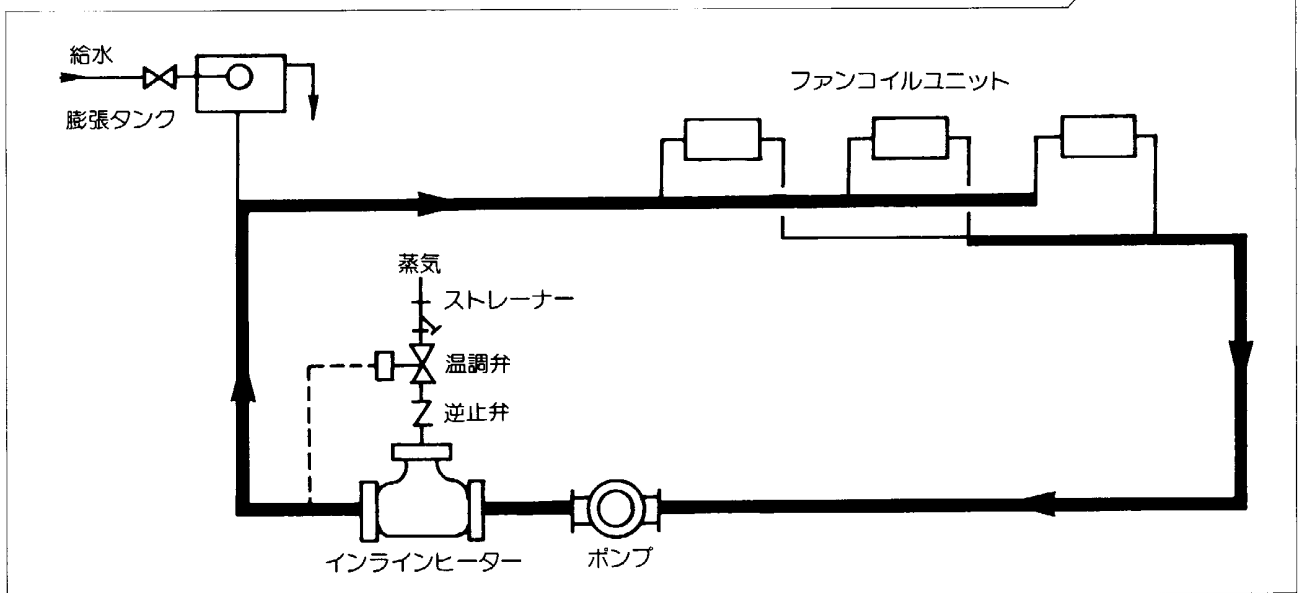 給水
膨張タンク
ファンコイルユニット
蒸気
ストレーナー
温調弁
逆止弁
インラインヒーター
ポンプ